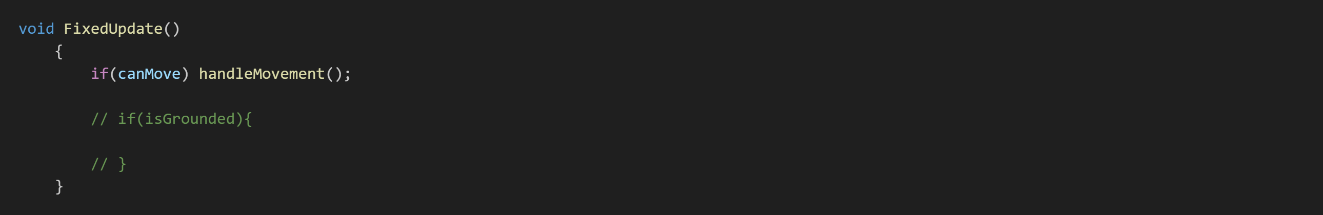 void FixedUpdate()
{
if(canMove) handleMovement();
// if(isGrounded){
// }
}